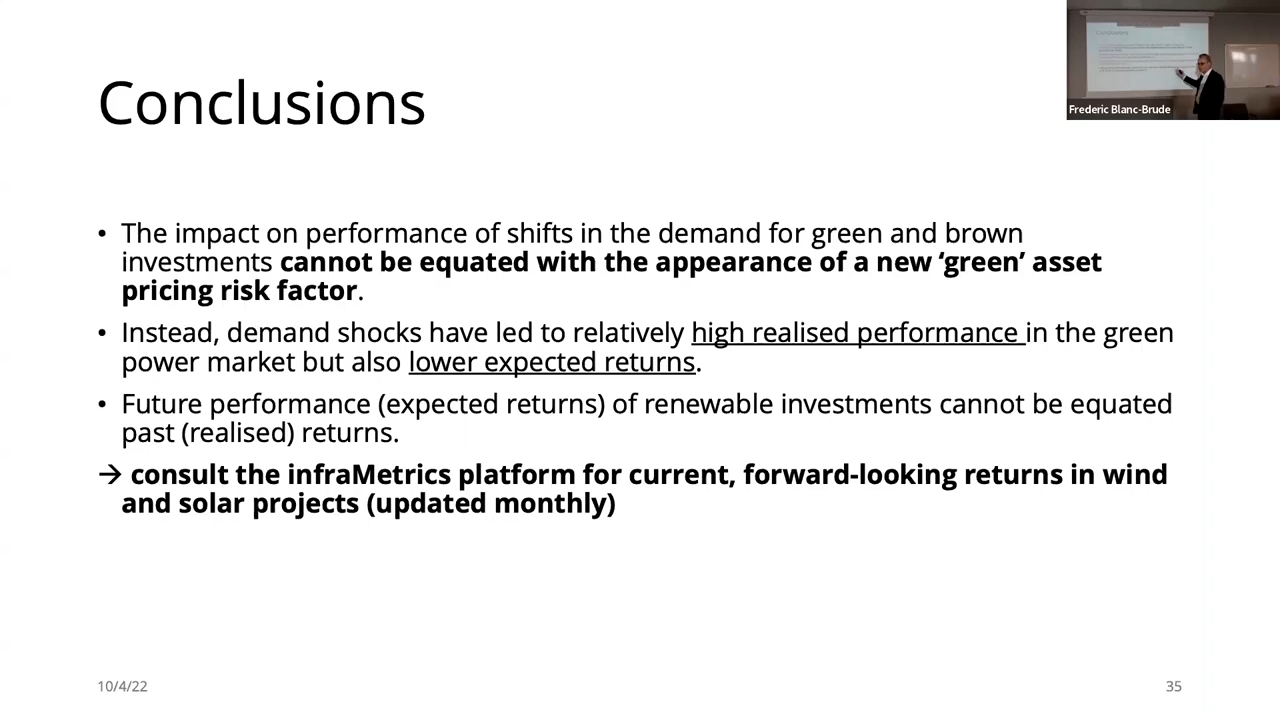 Conclusions
Frederic Blanc-Brude
• The impact on performance of shifts in the demand for green and brown
investments cannot be equated with the appearance of a new ‘green’ asset
pricing risk factor.
• Instead, demand shocks have led to relatively high realised performance in the green
power market but also lower expected returns.
• Future performance (expected returns) of renewable investments cannot be equated
past (realised) returns.
→ consult the infraMetrics platform for current, forward-looking returns in wind
and solar projects (updated monthly)
10/4/22
35